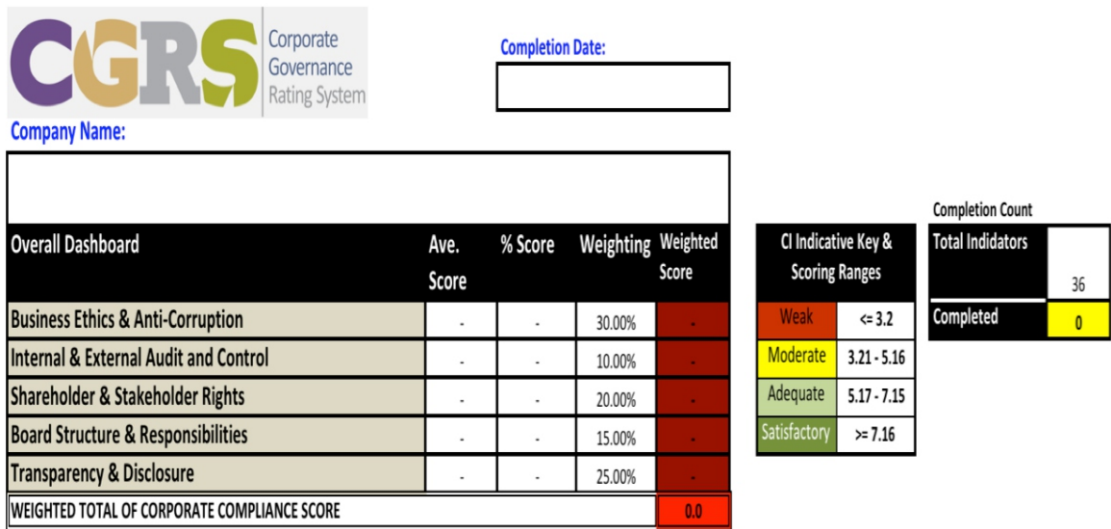 CGRS
Corporate
Governance
Rating System
Completion Date:
Company Name:
Overall Dashboard Ave. Score % Score Weighting Weighted Score
Business Ethics & Anti-Corruption - - 30.00% -
Internal & External Audit and Control - - 10.00% -
Shareholder & Stakeholder Rights - - 20.00% -
Board Structure & Responsibilities - - 15.00% -
Transparency & Disclosure - - 25.00% -
WEIGHTED TOTAL OF CORPORATE COMPLIANCE SCORE 0.0
CI Indicative Key &
Scoring Ranges
Weak <= 3.2
Moderate 3.21 - 5.16
Adequate 5.17 - 7.15
Satisfactory >= 7.16
Completion Count
Total Indidators 36
Completed 0